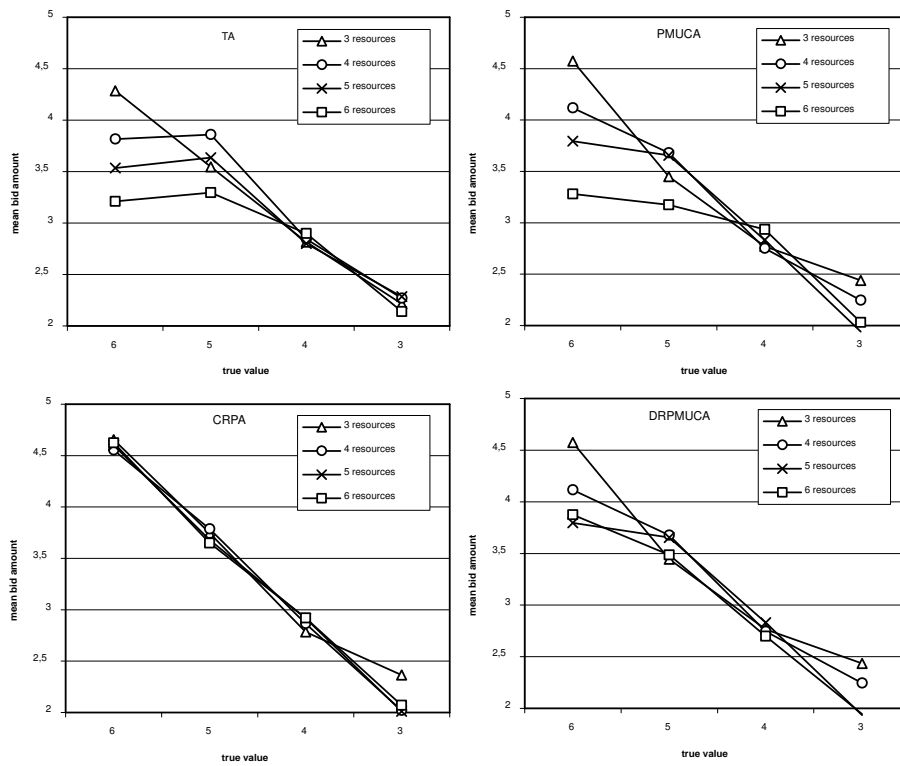 TA
5
4,5
4
3,5
3
2,5
2
mean bid amount
6 5 4 3
true value
3 resources
4 resources
5 resources
6 resources
PMUCA
5
4,5
4
3,5
3
2,5
2
mean bid amount
6 5 4 3
true value
3 resources
4 resources
5 resources
6 resources
CRPA
5
4,5
4
3,5
3
2,5
2
mean bid amount
6 5 4 3
true value
3 resources
4 resources
5 resources
6 resources
DRPMUCA
5
4,5
4
3,5
3
2,5
2
mean bid amount
6 5 4 3
true value
3 resources
4 resources
5 resources
6 resources